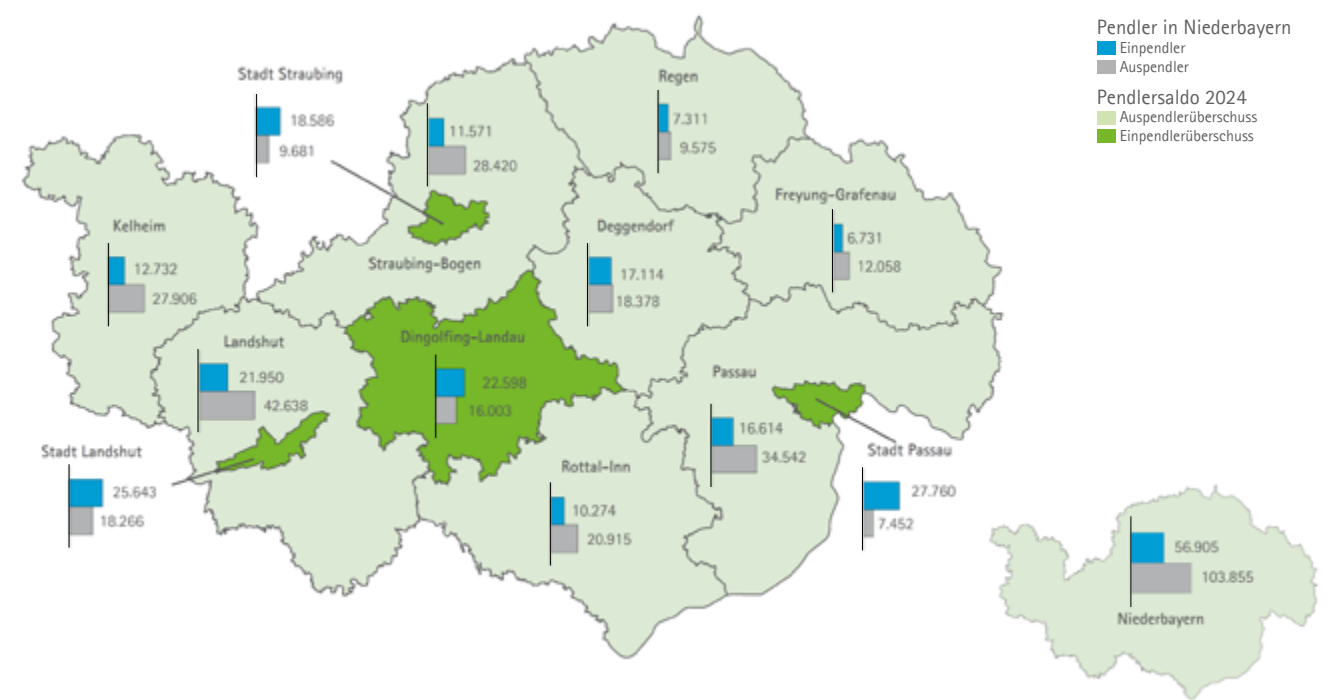 Pendler in Niederbayern
Einpendler
Auspendler
Pendlersaldo 2024
Auspendlerüberschuss
Einpendlerüberschuss
Stadt Straubing
18.586
9.681
11.571
28.420
Straubing-Bogen
Regen
7.311
9.575
Freyung-Grafenau
6.731
12.058
Kelheim
12.732
27.906
Deggendorf
17.114
18.378
Landshut
21.950
42.638
Dingolfing-Landau
22.598
16.003
Passau
16.614
34.542
Stadt Landshut
25.643
18.266
Rottal-Inn
10.274
20.915
Stadt Passau
27.760
7.452
56.905
103.855
Niederbayern